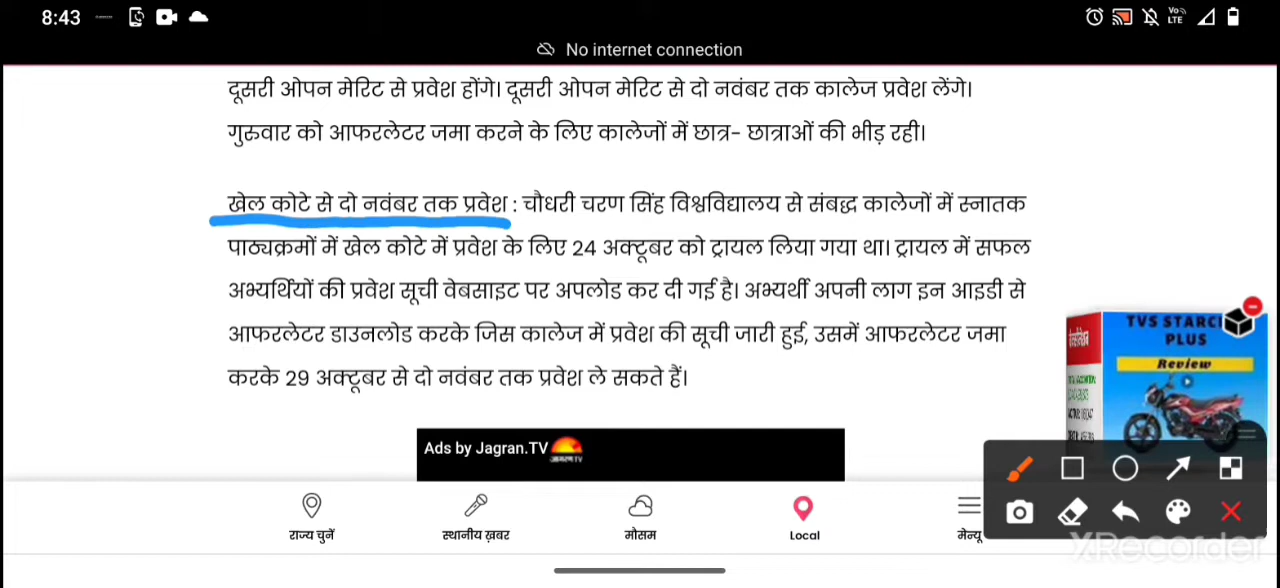 8:43
Vo LTE
No internet connection
दूसरी ओपन मेरिट से प्रवेश होंगे। दूसरी ओपन मेरिट से दो नवंबर तक कालेज प्रवेश लेंगे।
गुरुवार को आफरलेटर जमा करने के लिए कालेजों में छात्र- छात्राओं की भीड़ रही।
खेल कोटे से दो नवंबर तक प्रवेश : चौधरी चरण सिंह विश्वविद्यालय से संबद्ध कालेजों में स्नातक
पाठ्यक्रमों में खेल कोटे में प्रवेश के लिए 24 अक्टूबर को ट्रायल लिया गया था। ट्रायल में सफल
अभ्यर्थियों की प्रवेश सूची वेबसाइट पर अपलोड कर दी गई है। अभ्यर्थी अपनी लाग इन आइडी से
आफरलेटर डाउनलोड करके जिस कालेज में प्रवेश की सूची जारी हुई, उसमें आफरलेटर जमा
करके 29 अक्टूबर से दो नवंबर तक प्रवेश ले सकते हैं।
TVS STARC
PLUS
Review
Ads by Jagran.TV
राज्य चुनें
स्थानीय ख़बर
मौसम
Local
मेन्यू
XRecorder